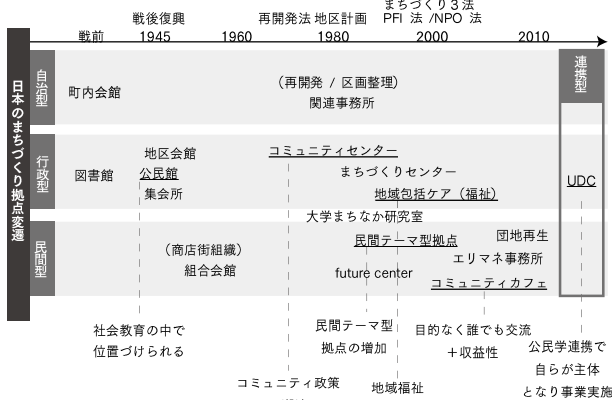 まちづくり３法
戦後復興
再開発法 地区計画
PFI 法 /NPO 法
戦前
1945
1960
1980
2000
2010
日本のまちづくり拠点変遷
自治型
町内会館
（再開発 / 区画整理）
関連事務所
連携型
行政型
図書館
地区会館
公民館
集会所
コミュニティセンター
まちづくりセンター
地域包括ケア（福祉）
UDC
大学まちなか研究室
民間型
（商店街組織）
組合会館
民間テーマ型拠点
future center
団地再生
エリマネ事務所
コミュニティカフェ
社会教育の中で
位置づけられる
民間テーマ型
拠点の増加
目的なく誰でも交流
＋収益性
公民学連携で
自らが主体
となり事業実施
コミュニティ政策
地域福祉